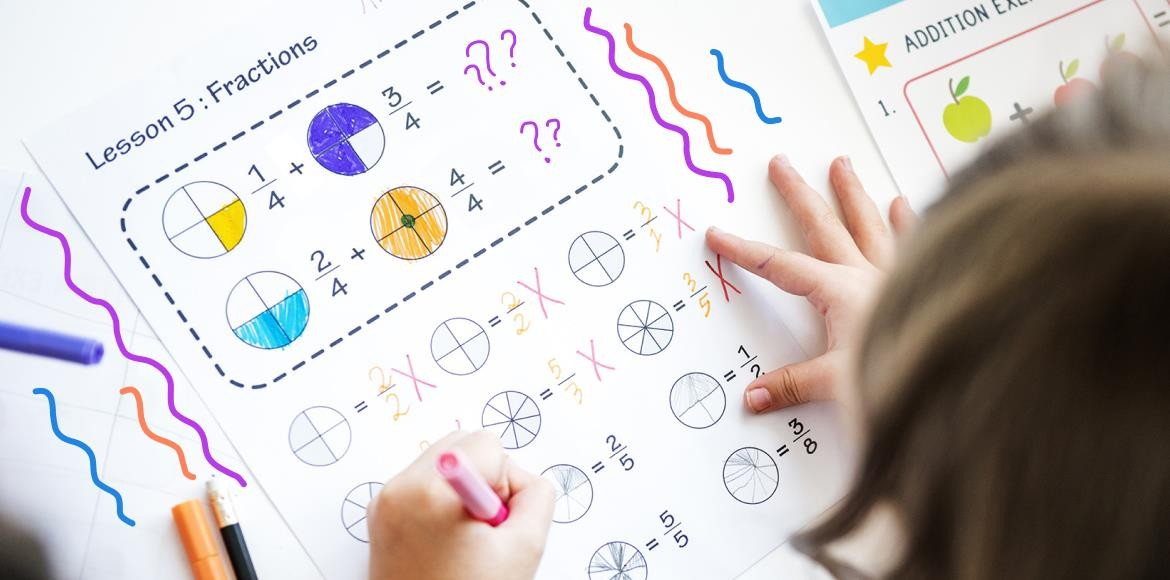 Lesson 5: Fractions
1/4 + 3/4 = ???
2/4 + 4/4 = ??
= 2/2 X
= 2/2 X
= 3/1 X
= 5/3 X
= 3/5 X
= 2/5
= 1/2
= 5/5
= 3/8
ADDITION
1.
+